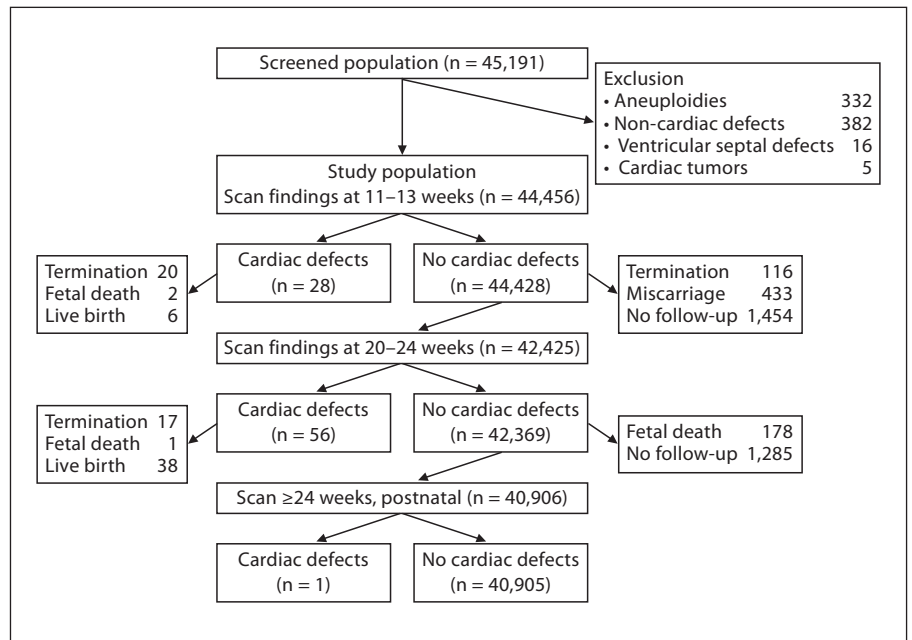 Screened population (n = 45,191)
Exclusion
• Aneuploidies 332
• Non-cardiac defects 382
• Ventricular septal defects 16
• Cardiac tumors 5
Study population
Scan findings at 11–13 weeks (n = 44,456)
Termination 20
Fetal death 2
Live birth 6
Cardiac defects
(n = 28)
No cardiac defects
(n = 44,428)
Termination 116
Miscarriage 433
No follow-up 1,454
Scan findings at 20–24 weeks (n = 42,425)
Termination 17
Fetal death 1
Live birth 38
Cardiac defects
(n = 56)
No cardiac defects
(n = 42,369)
Fetal death 178
No follow-up 1,285
Scan ≥24 weeks, postnatal (n = 40,906)
Cardiac defects
(n = 1)
No cardiac defects
(n = 40,905)